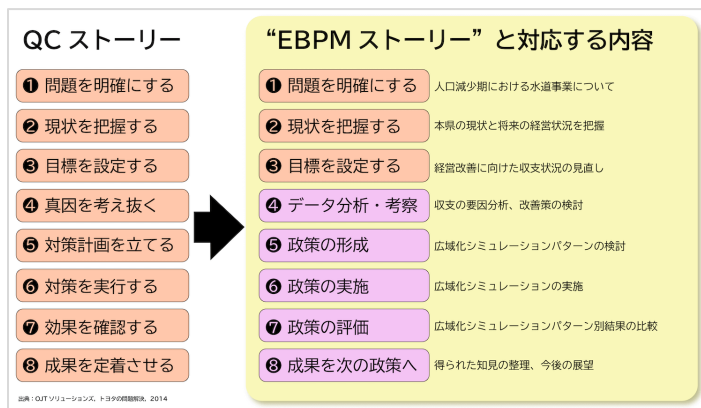 QC ストーリー
❶ 問題を明確にする
❷ 現状を把握する
❸ 目標を設定する
❹ 真因を考え抜く
❺ 対策計画を立てる
❻ 対策を実行する
❼ 効果を確認する
❽ 成果を定着させる
出典：OJT ソリューションズ、トヨタの問題解決、2014
“EBPM ストーリー” と対応する内容
❶ 問題を明確にする 人口減少期における水道事業について
❷ 現状を把握する 本県の現状と将来の経営状況を把握
❸ 目標を設定する 経営改善に向けた収支状況の見直し
❹ データ分析・考察 収支の要因分析、改善策の検討
❺ 政策の形成 広域化シミュレーションパターンの検討
❻ 政策の実施 広域化シミュレーションの実施
❼ 政策の評価 広域化シミュレーションパターン別結果の比較
❽ 成果を次の政策へ 得られた知見の整理、今後の展望